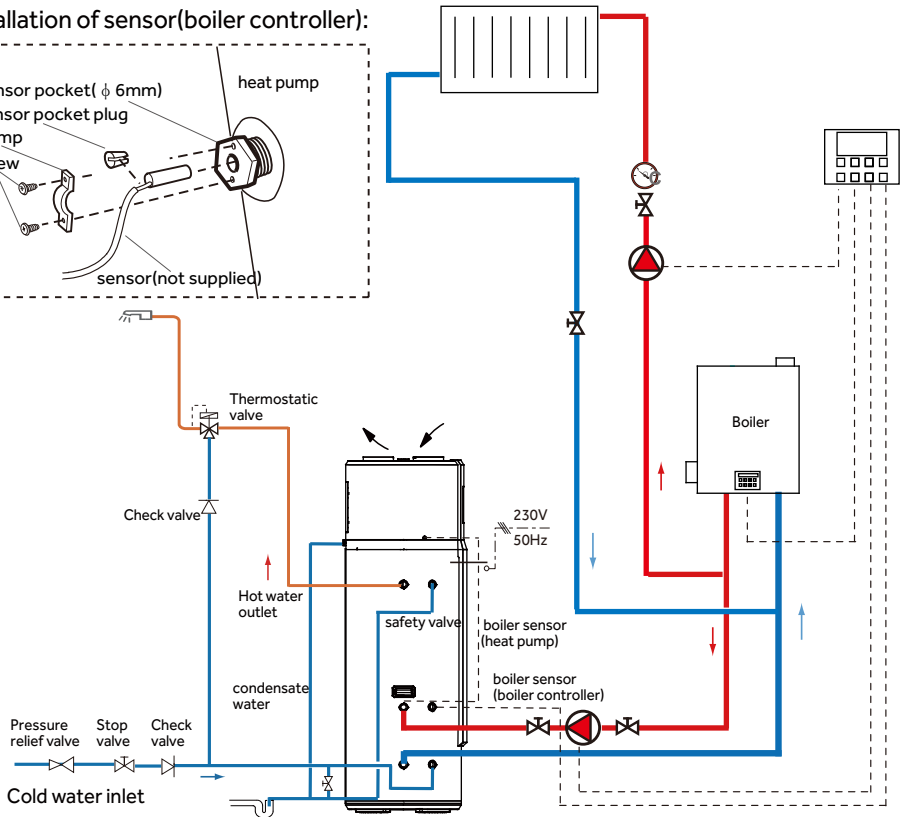 allation of sensor(boiler controller):
heat pump
nsor pocket( ϕ 6mm)
nsor pocket plug
mp
ew
sensor(not supplied)
Thermostatic
valve
Boiler
Check valve
230V
50Hz
Hot water
outlet
safety valve
boiler sensor
(heat pump)
condensate
water
boiler sensor
(boiler controller)
Pressure
relief valve
Stop
valve
Check
valve
Cold water inlet